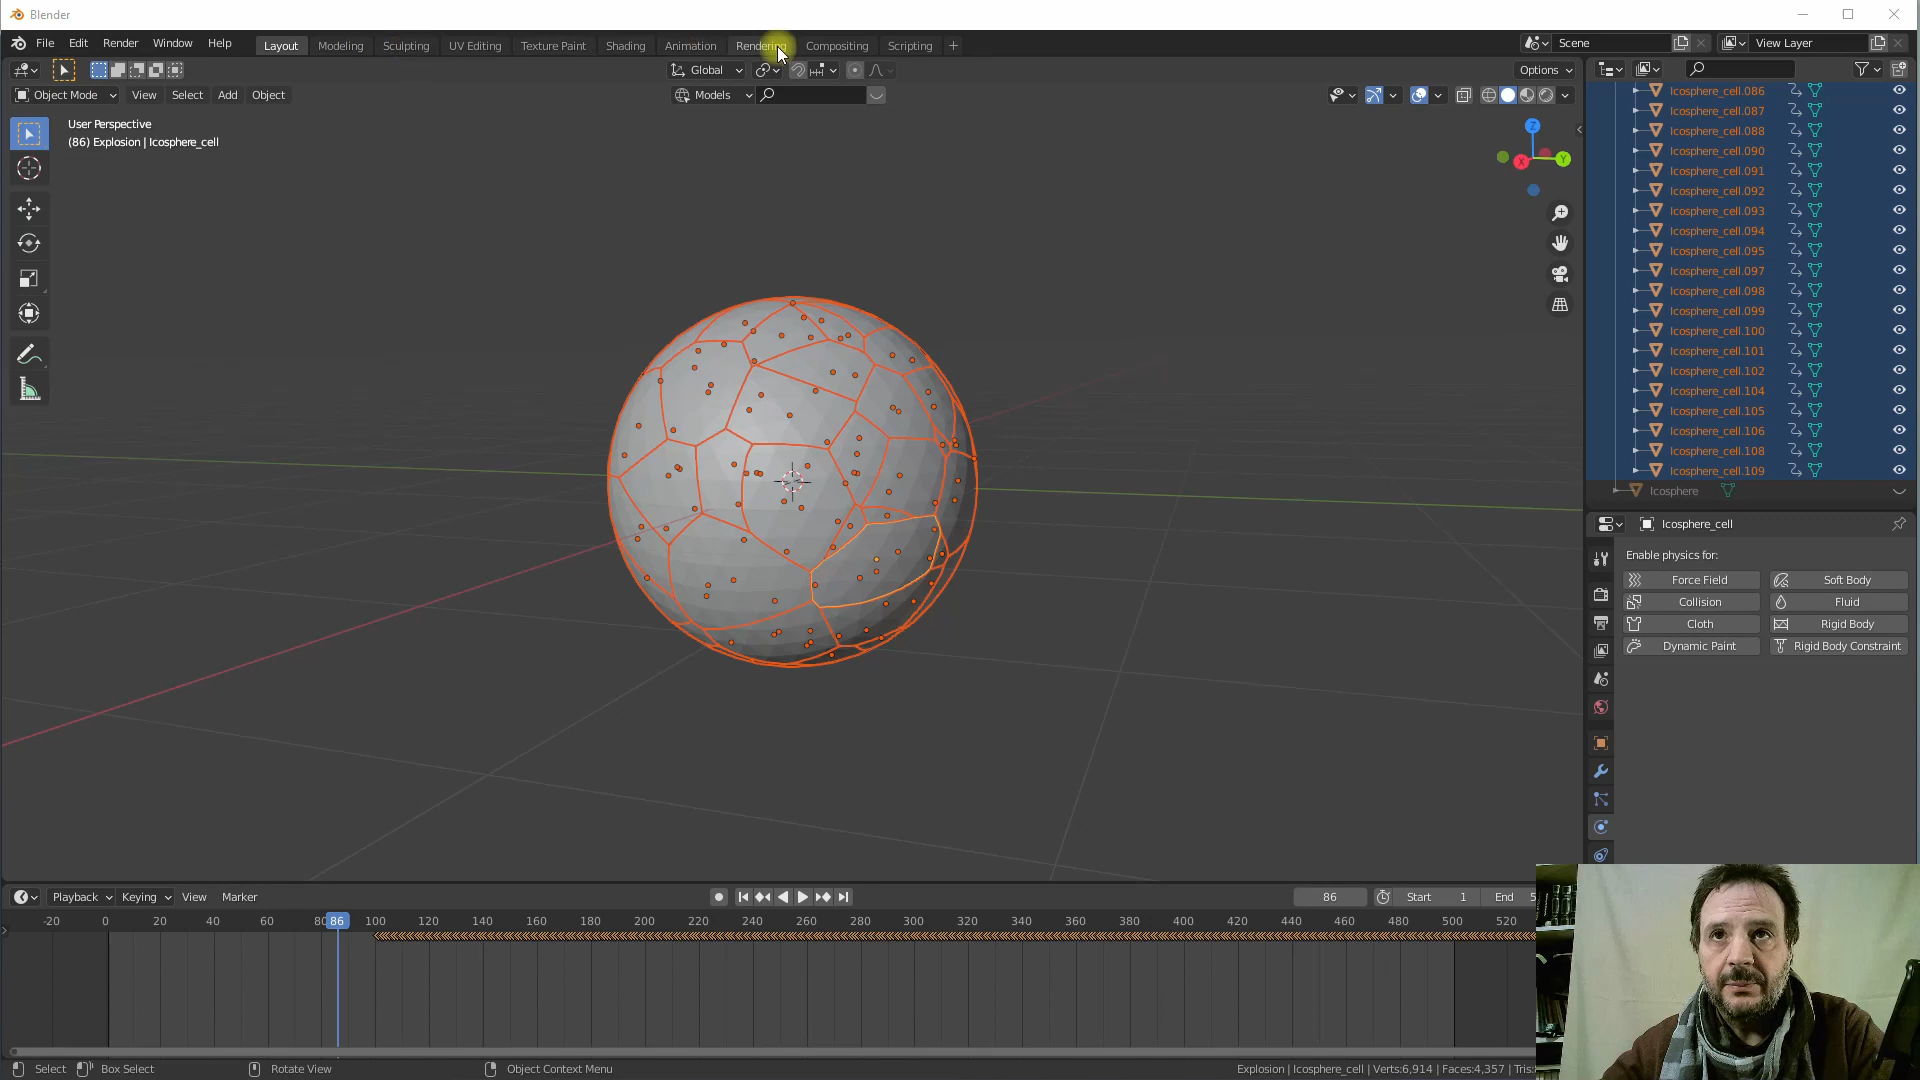 Blender
File Edit Render Window Help Layout Modeling Sculpting UV Editing Texture Paint Shading Animation Rendering Compositing Scripting + Scene View Layer
Global Options
Object Mode View Select Add Object Models
User Perspective
(86) Explosion | Icosphere_cell
Z
X Y
Icosphere_cell.086
Icosphere_cell.087
Icosphere_cell.088
Icosphere_cell.090
Icosphere_cell.091
Icosphere_cell.092
Icosphere_cell.093
Icosphere_cell.094
Icosphere_cell.095
Icosphere_cell.097
Icosphere_cell.098
Icosphere_cell.099
Icosphere_cell.100
Icosphere_cell.101
Icosphere_cell.102
Icosphere_cell.104
Icosphere_cell.105
Icosphere_cell.106
Icosphere_cell.108
Icosphere_cell.109
Icosphere
Icosphere_cell
Enable physics for:
Force Field Soft Body
Collision Fluid
Cloth Rigid Body
Dynamic Paint Rigid Body Constraint
Playback Keying View Marker 86 Start 1 End
-20 0 20 40 60 80 86 100 120 140 160 180 200 220 240 260 280 300 320 340 360 380 400 420 440 460 480 500 520
Select Box Select Rotate View Object Context Menu Explosion | Icosphere_cell | Verts:6,914 | Faces:4,357 | Tris: